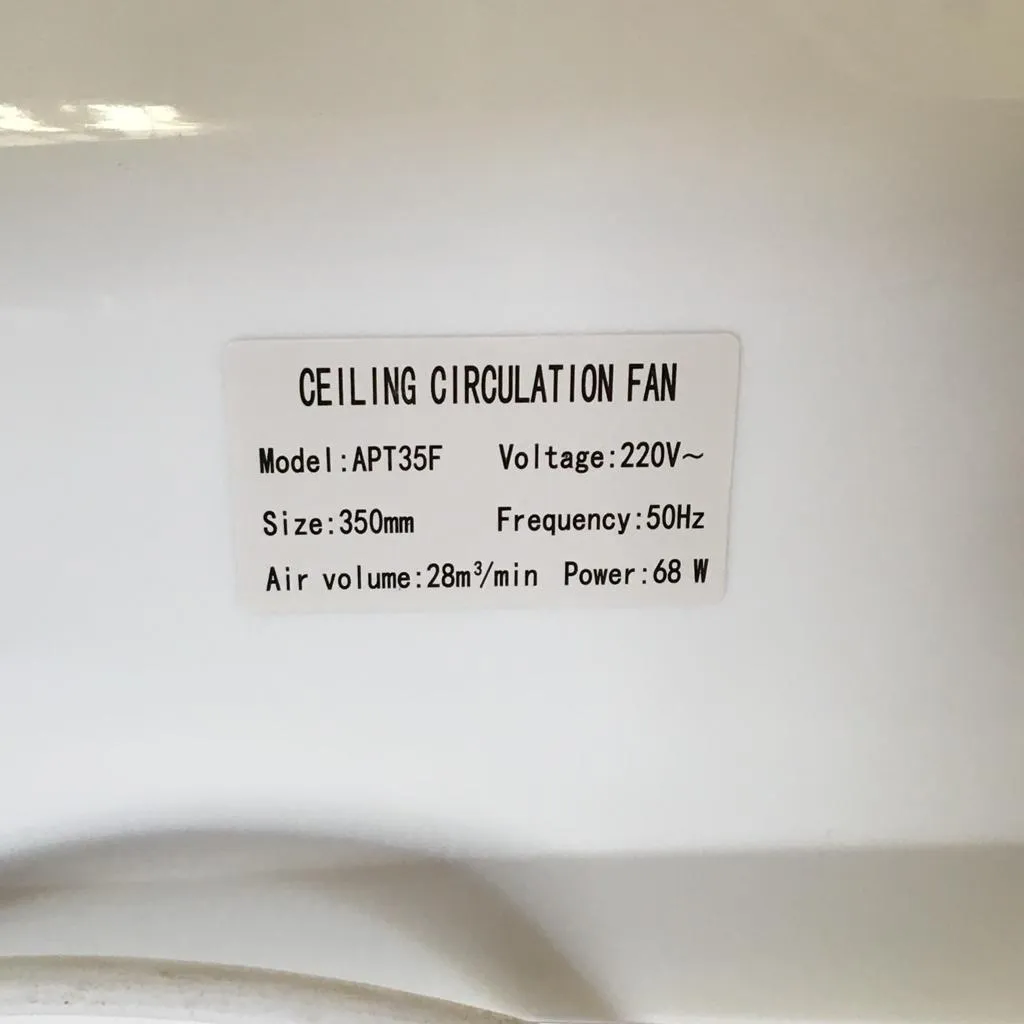 CEILING CIRCULATION FAN
Model:APT35F Voltage:220V~
Size:350mm Frequency:50Hz
Air volume:28m³/min Power:68 W